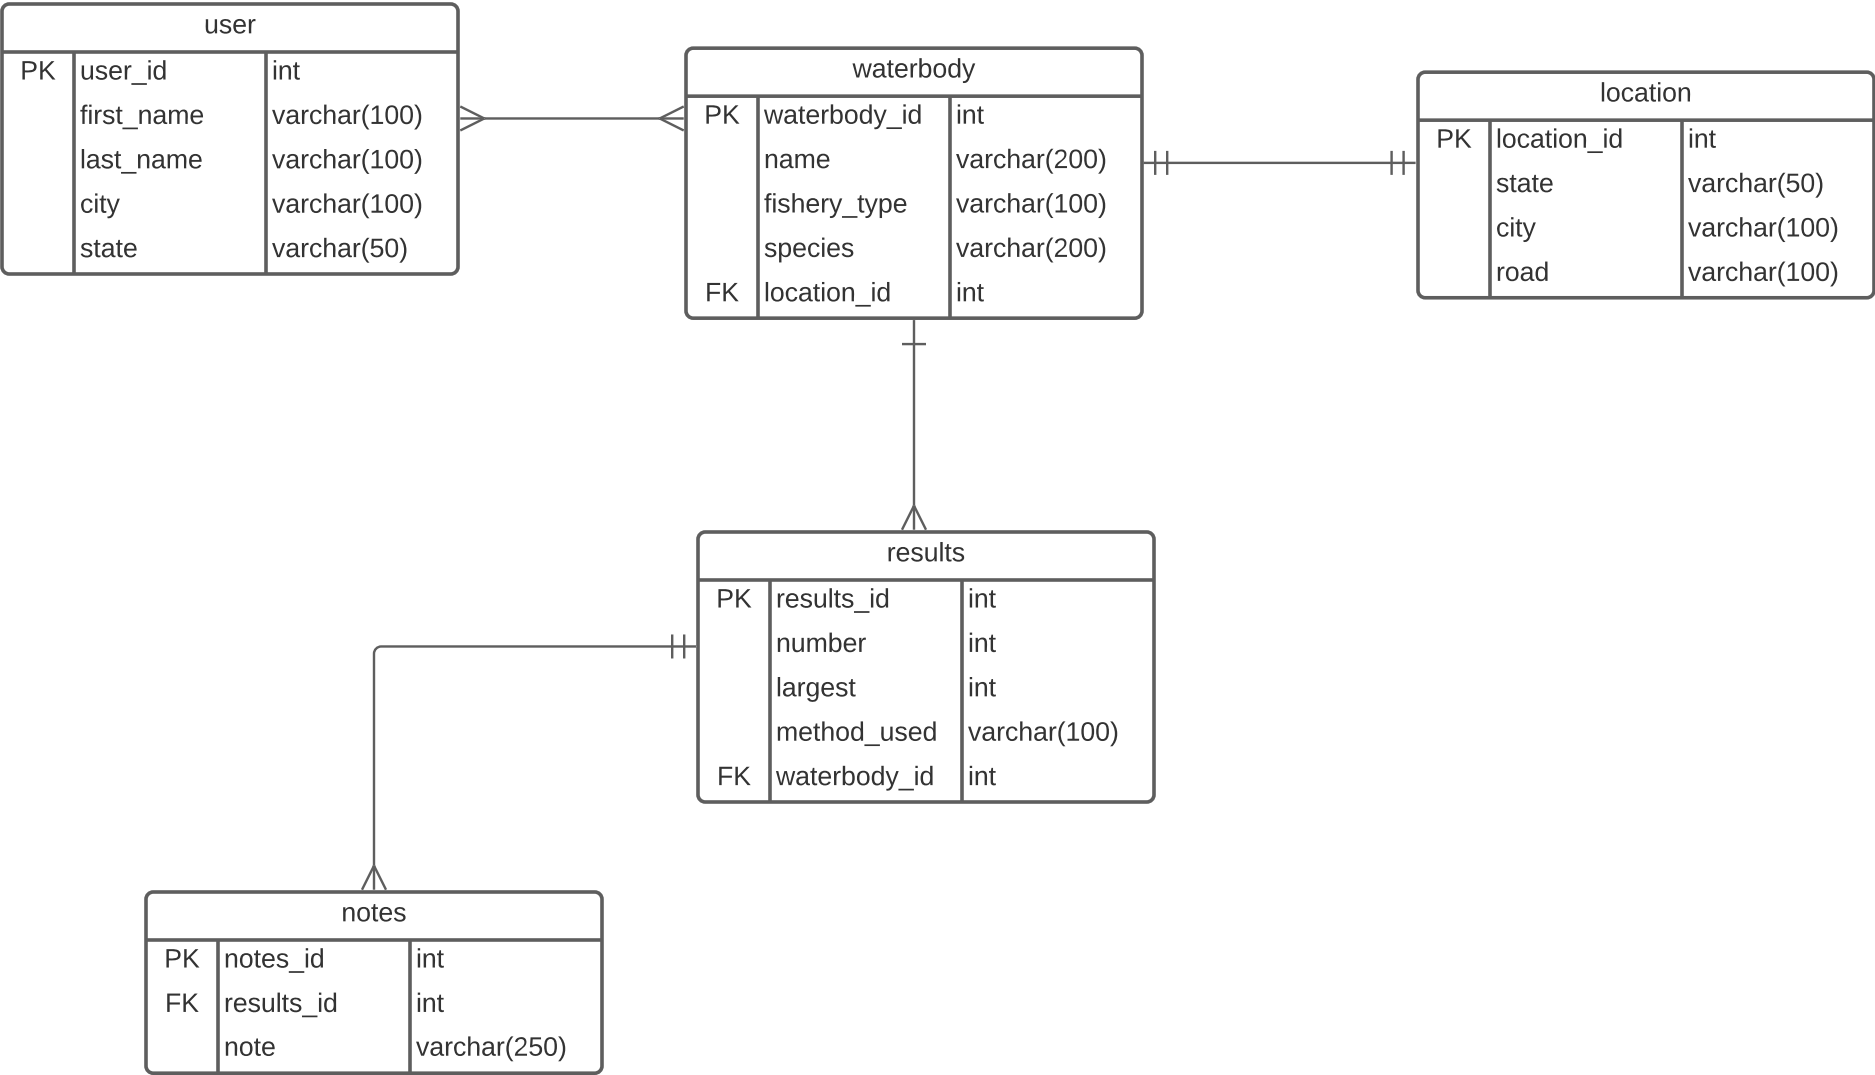 user
PK user_id int
first_name varchar(100)
last_name varchar(100)
city varchar(100)
state varchar(50)
waterbody
PK waterbody_id int
name varchar(200)
fishery_type varchar(100)
species varchar(200)
FK location_id int
location
PK location_id int
state varchar(50)
city varchar(100)
road varchar(100)
results
PK results_id int
number int
largest int
method_used varchar(100)
FK waterbody_id int
notes
PK notes_id int
FK results_id int
note varchar(250)